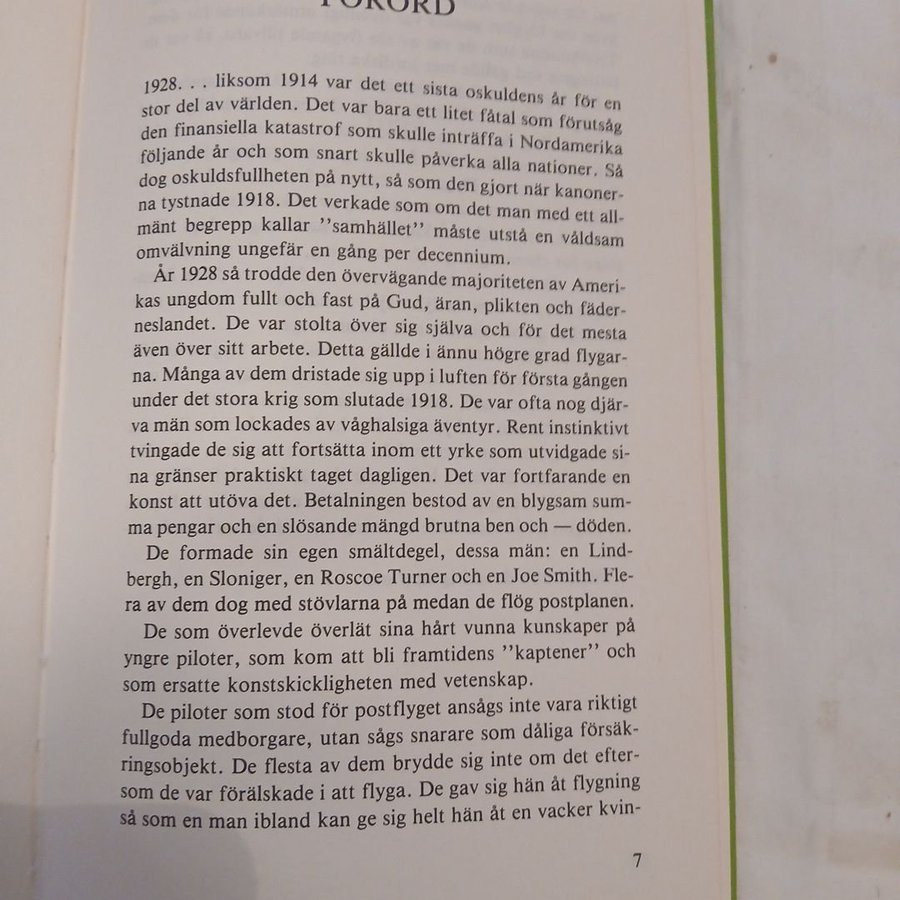 FÖRORD
1928. . . liksom 1914 var det ett sista oskuldens år för en
stor del av världen. Det var bara ett litet fåtal som förutsåg
den finansiella katastrof som skulle inträffa i Nordamerika
följande år och som snart skulle påverka alla nationer. Så
dog oskuldsfullheten på nytt, så som den gjort när kanoner-
na tystnade 1918. Det verkade som om det man med ett all-
mänt begrepp kallar ”samhället” måste utstå en våldsam
omvälvning ungefär en gång per decennium.
År 1928 så trodde den övervägande majoriteten av Ameri-
kas ungdom fullt och fast på Gud, äran, plikten och fäder-
neslandet. De var stolta över sig själva och för det mesta
även över sitt arbete. Detta gällde i ännu högre grad flygar-
na. Många av dem dristade sig upp i luften för första gången
under det stora krig som slutade 1918. De var ofta nog djär-
va män som lockades av våghalsiga äventyr. Rent instinktivt
tvingade de sig att fortsätta inom ett yrke som utvidgade si-
na gränser praktiskt taget dagligen. Det var fortfarande en
konst att utöva det. Betalningen bestod av en blygsam sum-
ma pengar och en slösande mängd brutna ben och — döden.
De formade sin egen smältdegel, dessa män: en Lind-
bergh, en Sloniger, en Roscoe Turner och en Joe Smith. Fle-
ra av dem dog med stövlarna på medan de flög postplanen.
De som överlevde överlät sina hårt vunna kunskaper på
yngre piloter, som kom att bli framtidens ”kaptener” och
som ersatte konstskickligheten med vetenskap.
De piloter som stod för postflyget ansågs inte vara riktigt
fullgoda medborgare, utan sågs snarare som dåliga försäk-
ringsobjekt. De flesta av dem brydde sig inte om det efter-
som de var förälskade i att flyga. De gav sig hän åt flygning
så som en man ibland kan ge sig helt hän åt en vacker kvin-
7